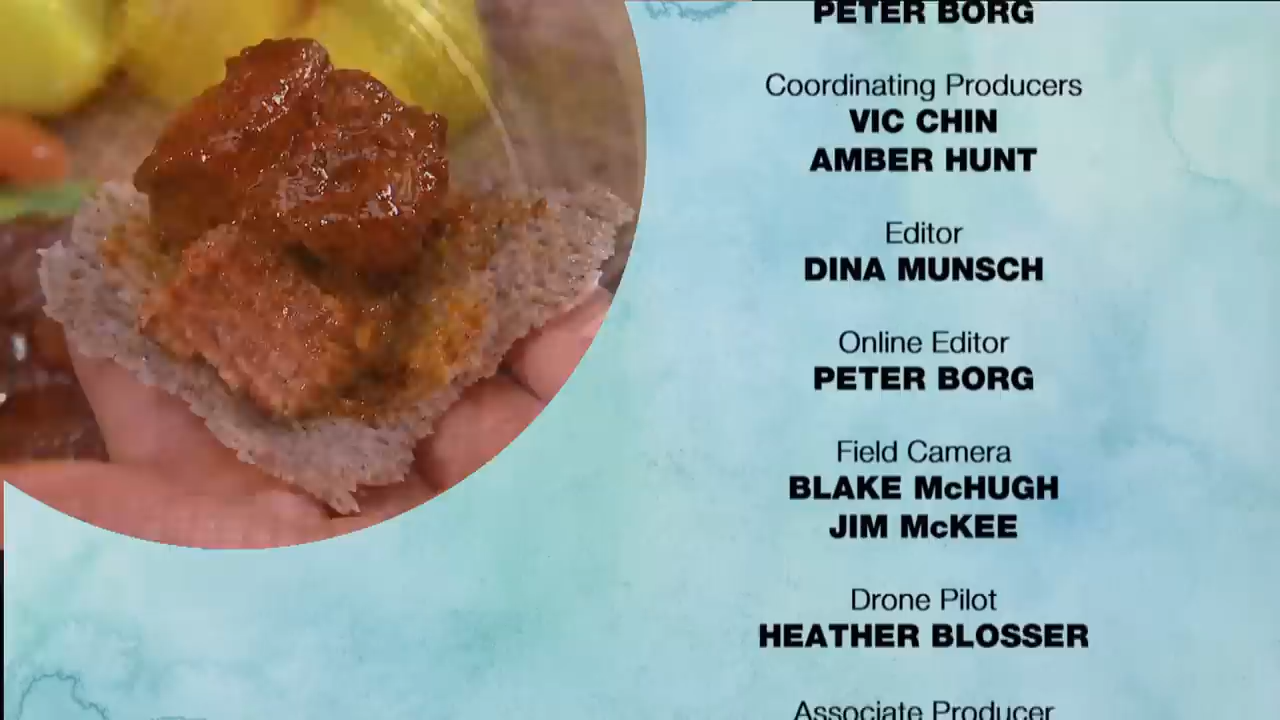 PETER BORG
Coordinating Producers
VIC CHIN
AMBER HUNT
Editor
DINA MUNSCH
Online Editor
PETER BORG
Field Camera
BLAKE McHUGH
JIM McKEE
Drone Pilot
HEATHER BLOSSER
Associate Producer